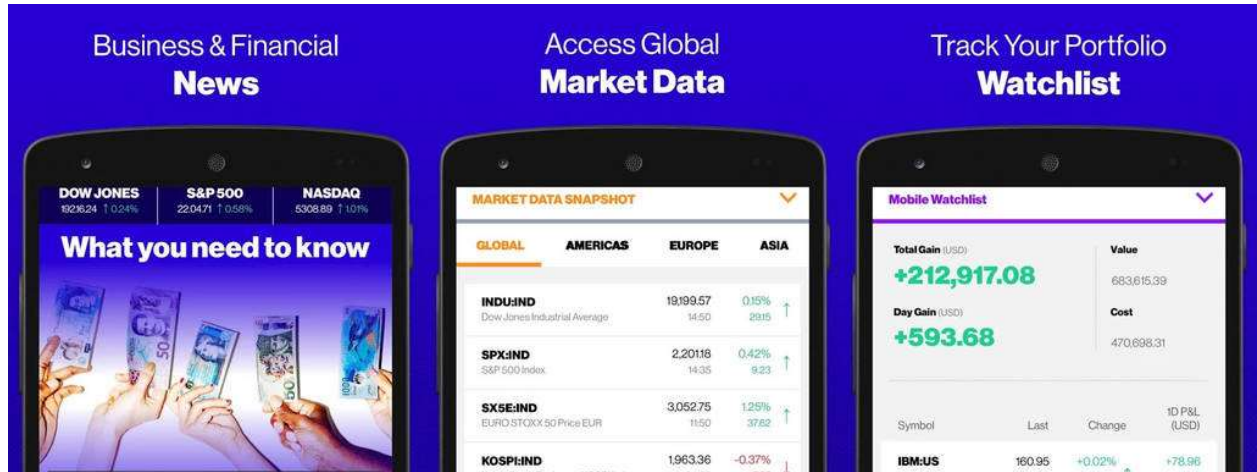 Business & Financial
News
DOW JONES
19216.24 ↑ 0.24%
S&P 500
22.04.71 ↑ 0.58%
NASDAQ
5308.89 ↑ 1.01%
What you need to know
50
50
Access Global
Market Data
MARKET DATA SNAPSHOT
GLOBAL AMERICAS EUROPE ASIA
INDU:IND 19,199.57 0.15% ↑
Dow Jones Industrial Average 14:50 29.15
SPX:IND 2,201.18 0.42% ↑
S&P 500 Index 14:35 9.23
SX5E:IND 3,052.75 1.25% ↑
EURO STOXX 50 Price EUR 11:50 37.62
KOSPI:IND 1,963.36 -0.37% ↓
Track Your Portfolio
Watchlist
Mobile Watchlist
Total Gain (USD) Value
+212,917.08 683,615.39
Day Gain (USD) Cost
+593.68 470,698.31
Symbol Last Change 1D P&L (USD)
IBM:US 160.95 +0.02% ↑ +78.96